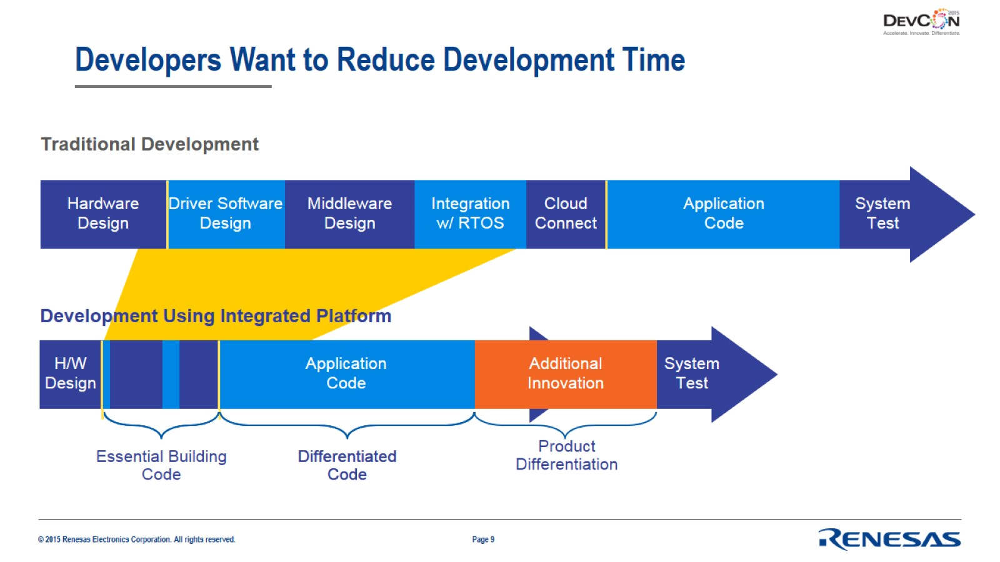 DEVCON 2015
Accelerate. Innovate. Differentiate.
Developers Want to Reduce Development Time
Traditional Development
Hardware
Design
Driver Software
Design
Middleware
Design
Integration
w/ RTOS
Cloud
Connect
Application
Code
System
Test
Development Using Integrated Platform
H/W
Design
Application
Code
Additional
Innovation
System
Test
Essential Building
Code
Differentiated
Code
Product
Differentiation
© 2015 Renesas Electronics Corporation. All rights reserved.
Page 9
RENESAS